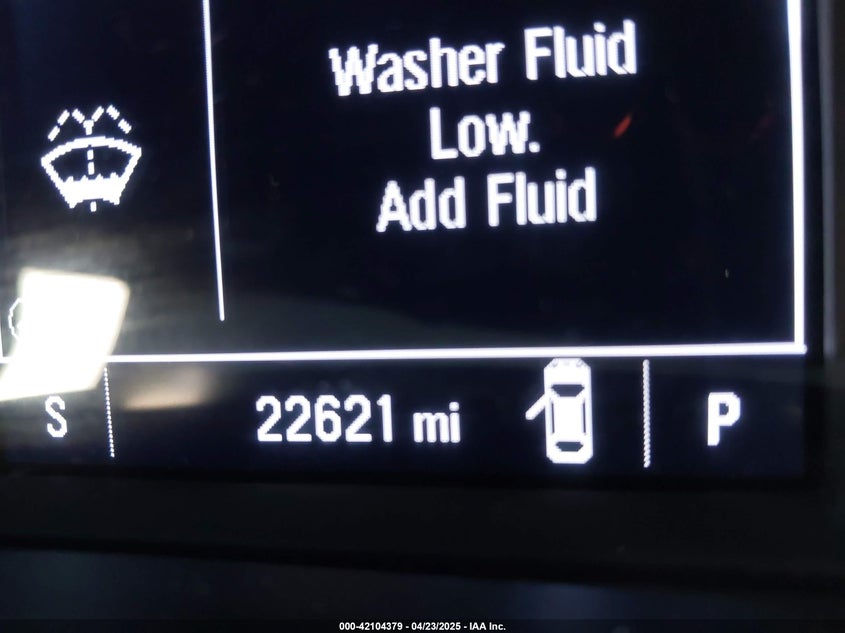 Washer Fluid
Low.
Add Fluid
S 22621 mi P
000-42104379 - 04/23/2025 - IAA Inc.